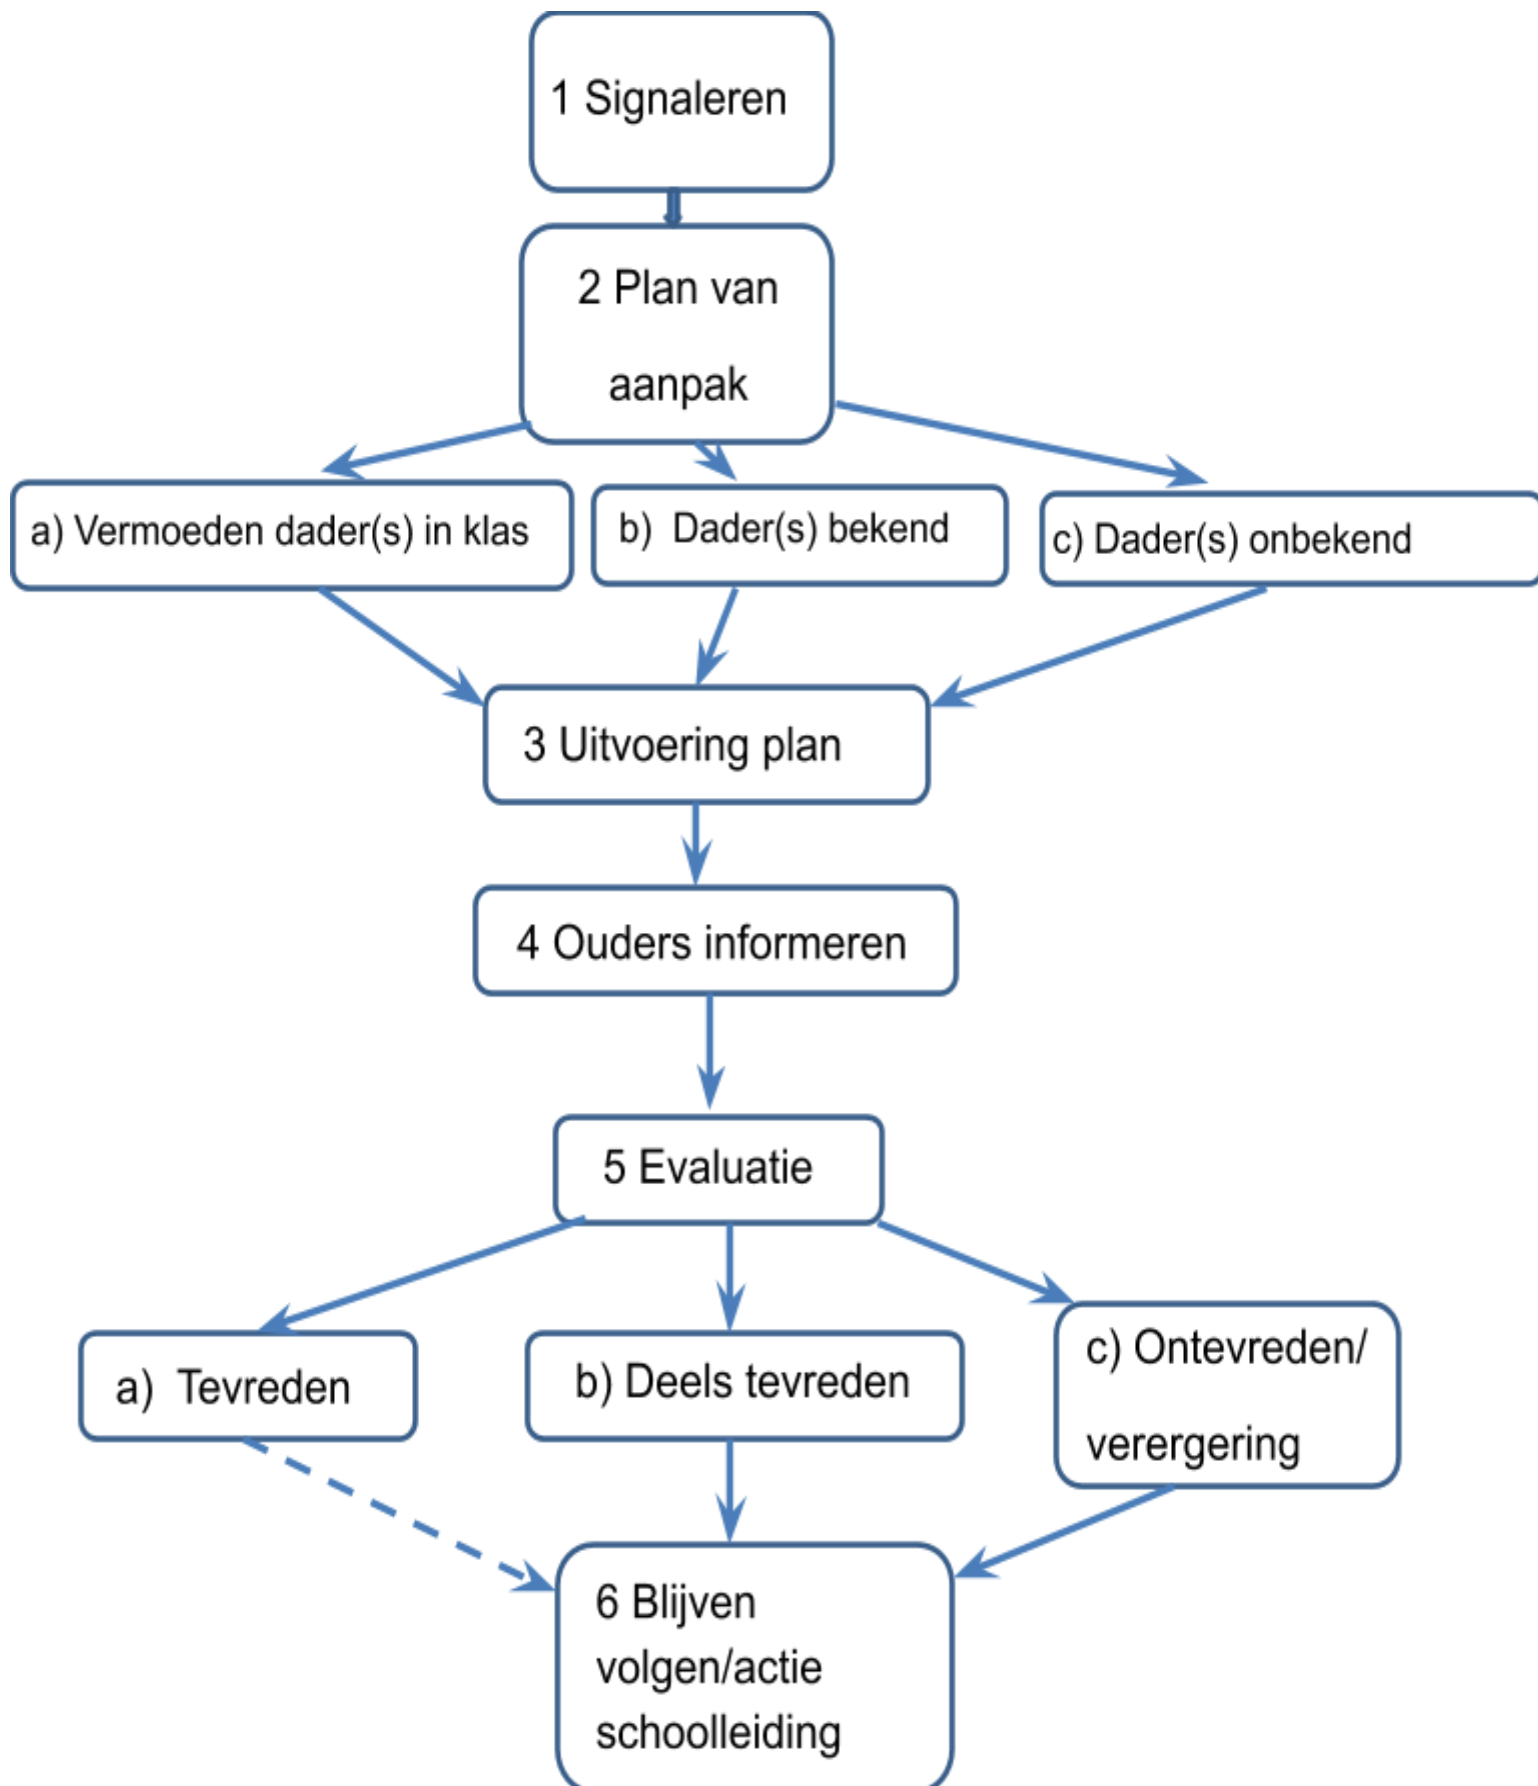 1 Signaleren
2 Plan van
aanpak
a) Vermoeden dader(s) in klas
b) Dader(s) bekend
c) Dader(s) onbekend
3 Uitvoering plan
4 Ouders informeren
5 Evaluatie
a) Tevreden
b) Deels tevreden
c) Ontevreden/
verergering
6 Blijven
volgen/actie
schoolleiding